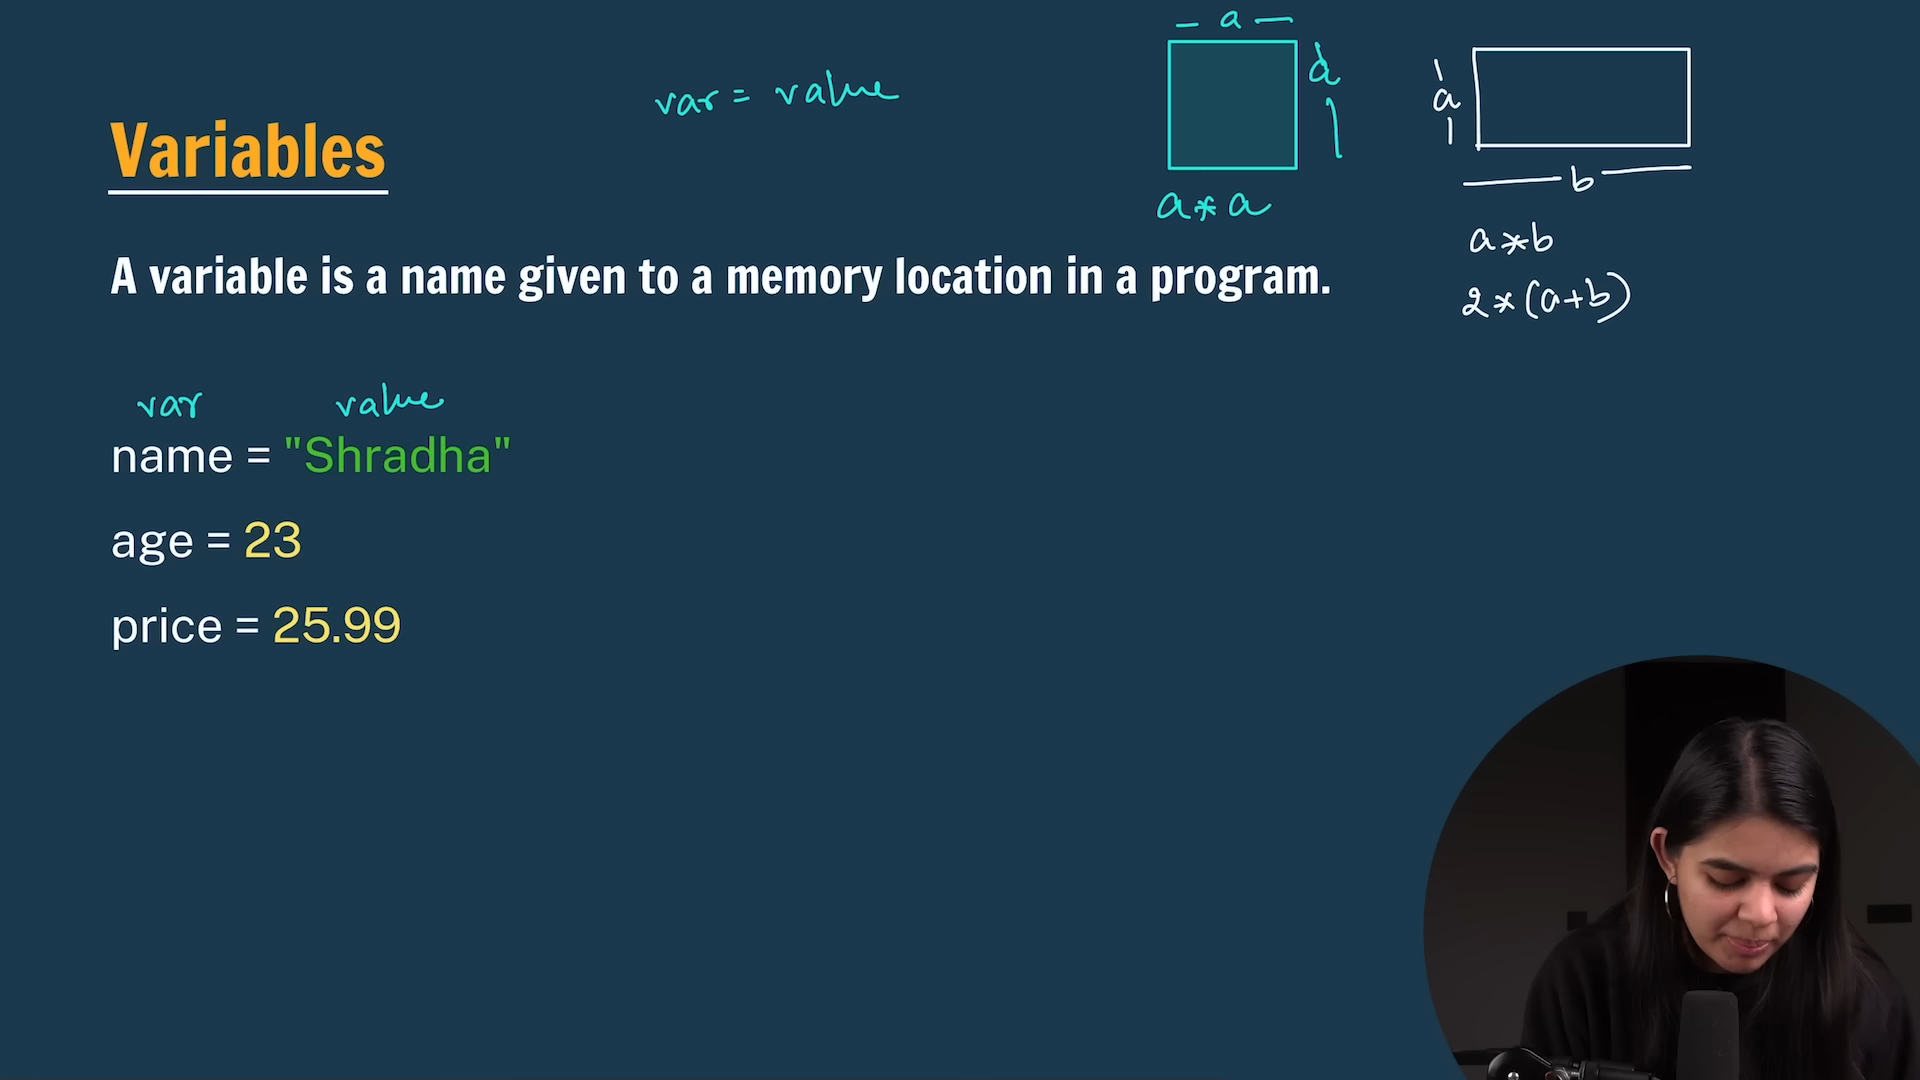 Variables
var = value
A variable is a name given to a memory location in a program.
var value
name = "Shradha"
age = 23
price = 25.99
a
a
a*a
a
b
a*b
2*(a+b)